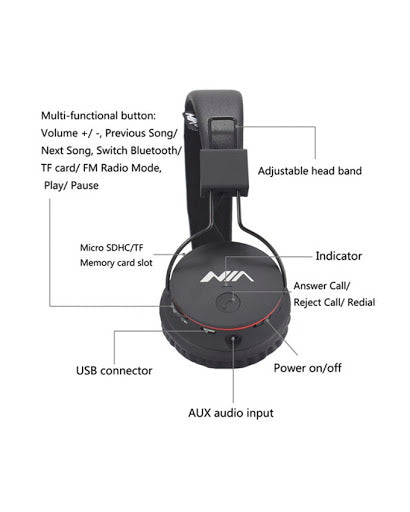 Multi-functional button:
Volume +/ -, Previous Song/
Next Song, Switch Bluetooth/
TF card/ FM Radio Mode,
Play/ Pause
Adjustable head band
Micro SDHC/TF
Memory card slot
Indicator
NIA
Answer Call/
Reject Call/ Redial
USB connector
Power on/off
AUX audio input